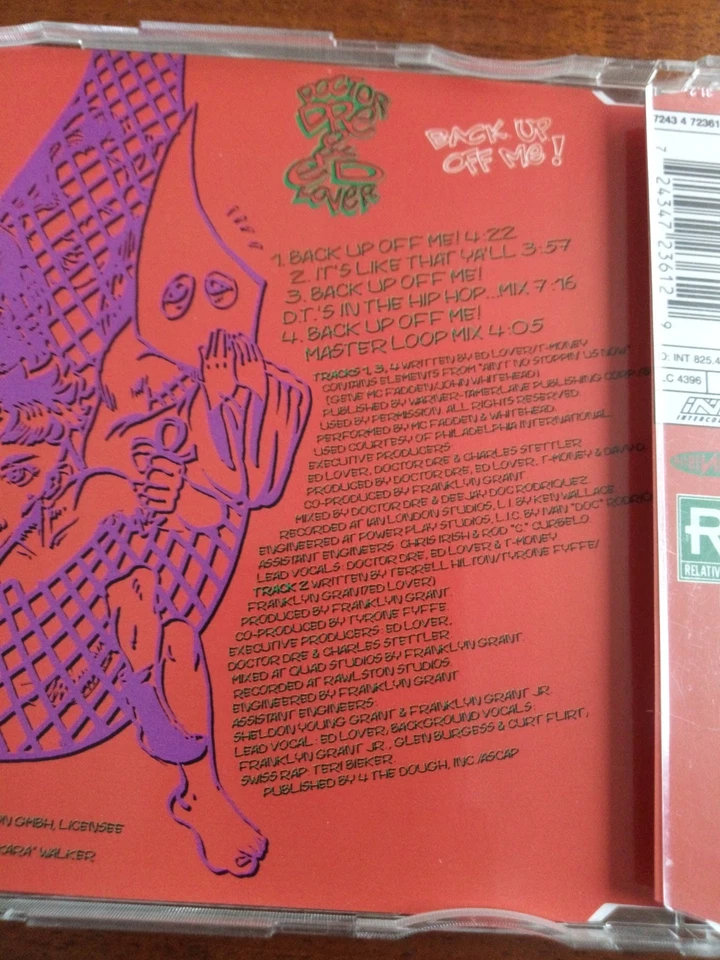 DOCTOR
DRE
&
ED
LOVER
BACK UP
OFF ME!
1. BACK UP OFF ME! 4:22
2. IT'S LIKE THAT YA'LL 3:57
3. BACK UP OFF ME!
D.T.'S IN THE HIP HOP...MIX 7:16
4. BACK UP OFF ME!
MASTER LOOP MIX 4:05
TRACKS 1, 3, 4 WRITTEN BY ED LOVER/T-MONEY
CONTAINS ELEMENTS FROM "AIN'T NO STOPPIN' US NOW"
(GENE MC FADDEN/JOHN WHITEHEAD)
PUBLISHED BY WARNER-TAMERLANE PUBLISHING
USED BY PERMISSION. ALL RIGHTS RESERVED.
PERFORMED BY MC FADDEN & WHITEHEAD.
USED COURTESY OF PHILADELPHIA INTERNATIONAL.
EXECUTIVE PRODUCERS:
ED LOVER, DOCTOR DRE & CHARLES STETTLER
PRODUCED BY DOCTOR DRE, ED LOVER, T-MONEY &
CO-PRODUCED BY FRANKLYN GRANT
MIXED BY DOCTOR DRE & DEEJAY DOC RODRIQUEZ
RECORDED AT IAN LONDON STUDIOS, L.I. BY KEN WALLACE
ENGINEERED AT POWER PLAY STUDIOS, L.I.C. BY IVAN "DOC" RODRIQ
ASSISTANT ENGINEERS: CHRIS IRISH & ROD "C." CURBELO
LEAD VOCALS: DOCTOR DRE, ED LOVER & T-MONEY
TRACK 2 WRITTEN BY TERRELL HILTON/TYRONE FYFFE/
FRANKLYN GRANT/(ED LOVER)
PRODUCED BY FRANKLYN GRANT
CO-PRODUCED BY TYRONE FYFFE
EXECUTIVE PRODUCERS: ED LOVER,
DOCTOR DRE & CHARLES STETTLER
MIXED AT QUAD STUDIOS BY FRANKLYN GRANT
RECORDED AT RAWLSTON STUDIOS
ENGINEERED BY FRANKLYN GRANT
ASSISTANT ENGINEERS:
SHELDON YOUNG GRANT & FRANKLYN GRANT JR.
LEAD VOCAL: ED LOVER, BACKGROUND VOCALS:
FRANKLYN GRANT JR., GLEN BURGESS & CURT FLIRT,
SWISS RAP: TERI BIEKER.
PUBLISHED BY 4 THE DOUGH, INC./ASCAP
ON GMBH, LICENSEE
KARA" WALKER
7243 4 72361
7 24347 23612 9
D: INT 825.4
LC 4396
INTERCO
R
RELATIV